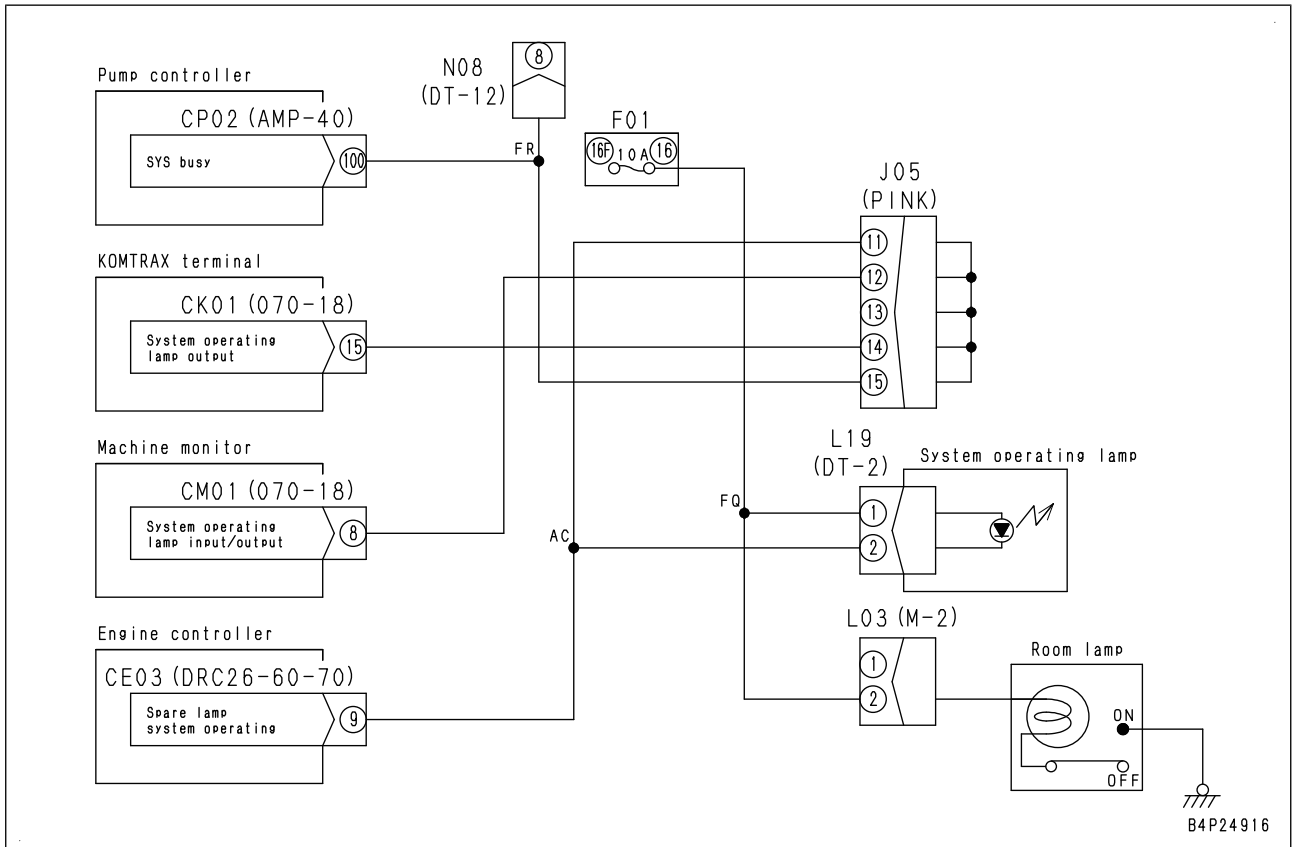 Pump controller
CP02 (AMP-40)
SYS busy
100
FR
N08
(DT-12)
8
F01
16F
10A
16
J05
(PINK)
11
12
13
14
15
KOMTRAX terminal
CK01 (070-18)
System operating
lamp output
15
Machine monitor
CM01 (070-18)
System operating
lamp input/output
8
L19
(DT-2)
System operating lamp
FQ
1
2
AC
Engine controller
CE03 (DRC26-60-70)
Spare lamp
system operating
9
L03 (M-2)
1
2
Room lamp
ON
OFF
B4P24916